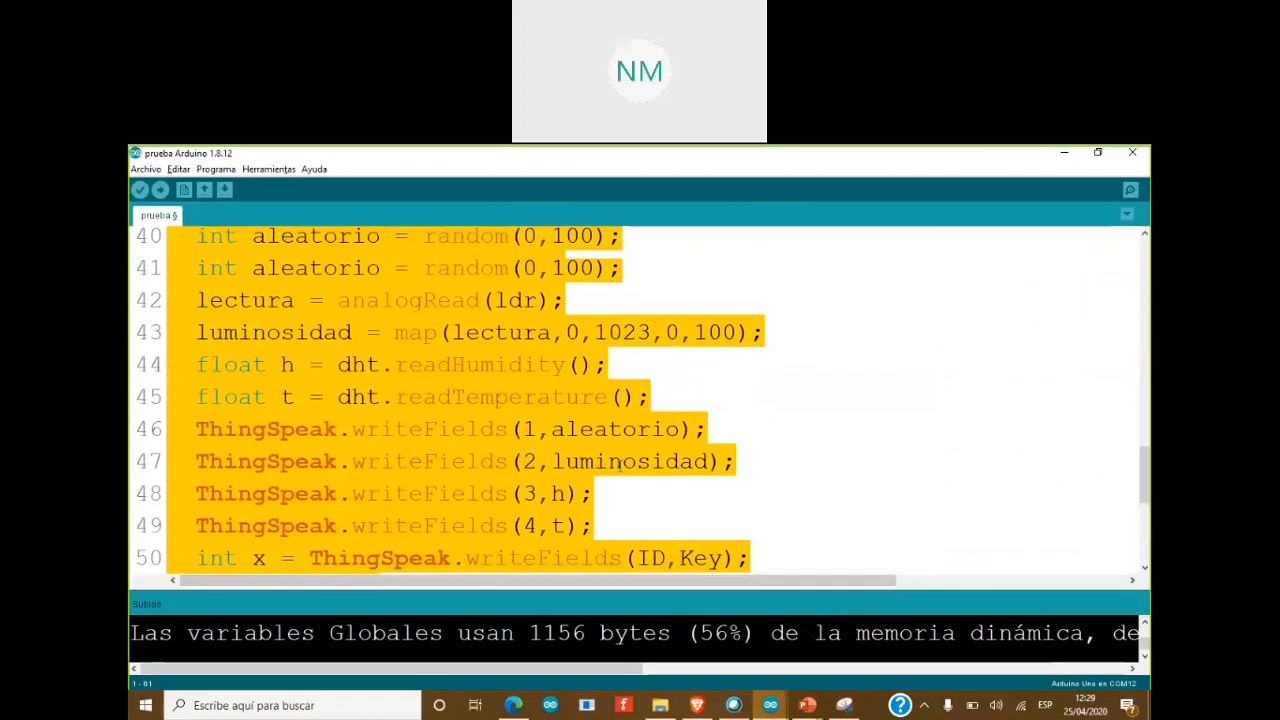 NM
prueba Arduino 1.8.12
Archivo Editar Programa Herramientas Ayuda
prueba §
40 int aleatorio = random(0,100);
41 int aleatorio = random(0,100);
42 lectura = analogRead(ldr);
43 luminosidad = map(lectura,0,1023,0,100);
44 float h = dht.readHumidity();
45 float t = dht.readTemperature();
46 ThingSpeak.writeFields(1,aleatorio);
47 ThingSpeak.writeFields(2,luminosidad);
48 ThingSpeak.writeFields(3,h);
49 ThingSpeak.writeFields(4,t);
50 int x = ThingSpeak.writeFields(ID,Key);
Subido
Las variables Globales usan 1156 bytes (56%) de la memoria dinámica, de
1 - 81 Arduino Uno en COM12
Escribe aquí para buscar
ESP
12:29
25/04/2020